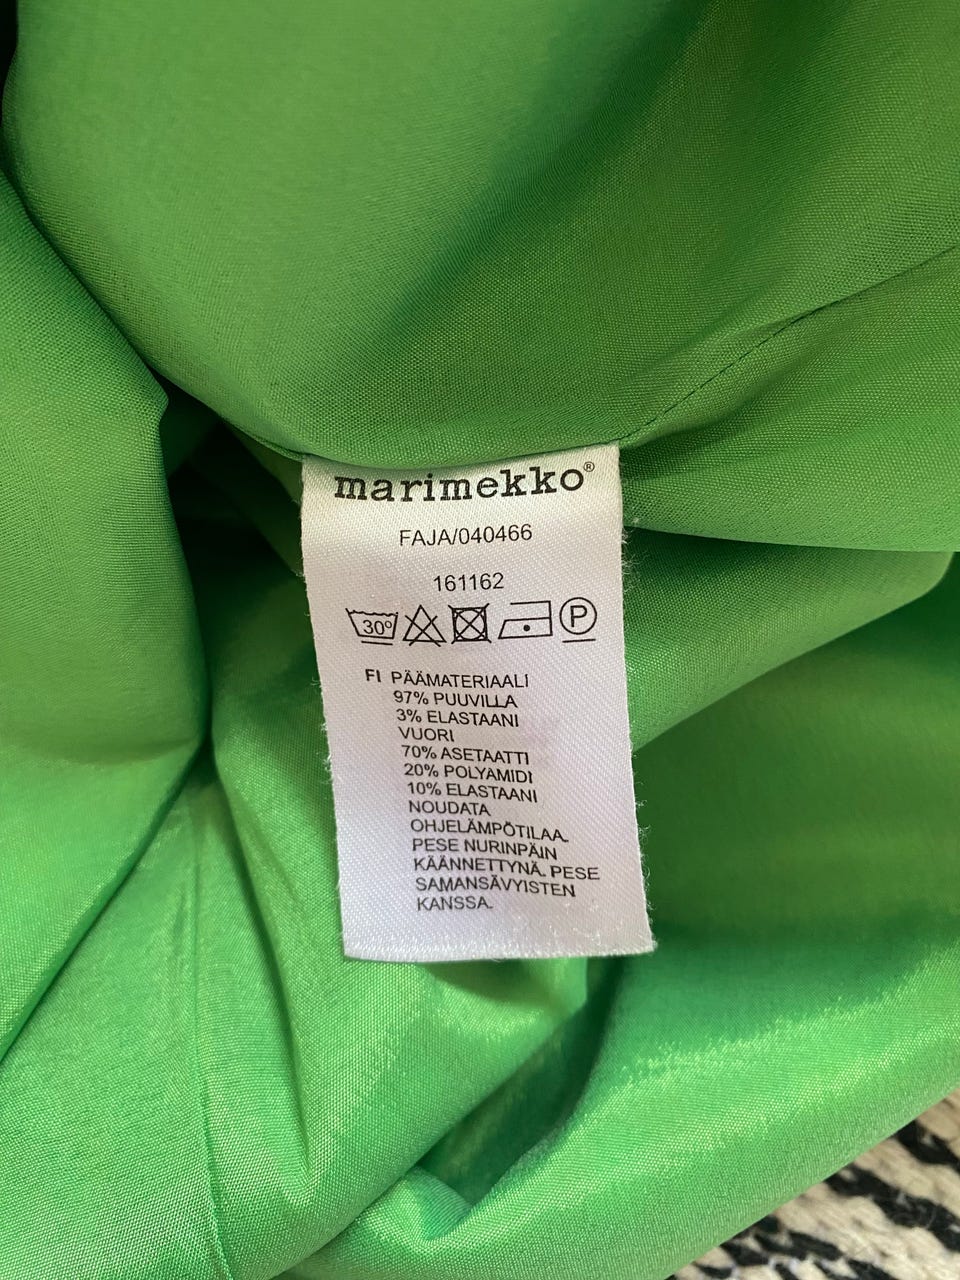 marimekko®
FAJA/040466
161162
30° P
FI PÄÄMATERIAALI
97% PUUVILLA
3% ELASTAANI
VUORI
70% ASETAATTI
20% POLYAMIDI
10% ELASTAANI
NOUDATA
OHJELÄMPÖTILAA.
PESE NURINPÄIN
KÄÄNNETTYNÄ. PESE
SAMANSÄVYISTEN
KANSSA.